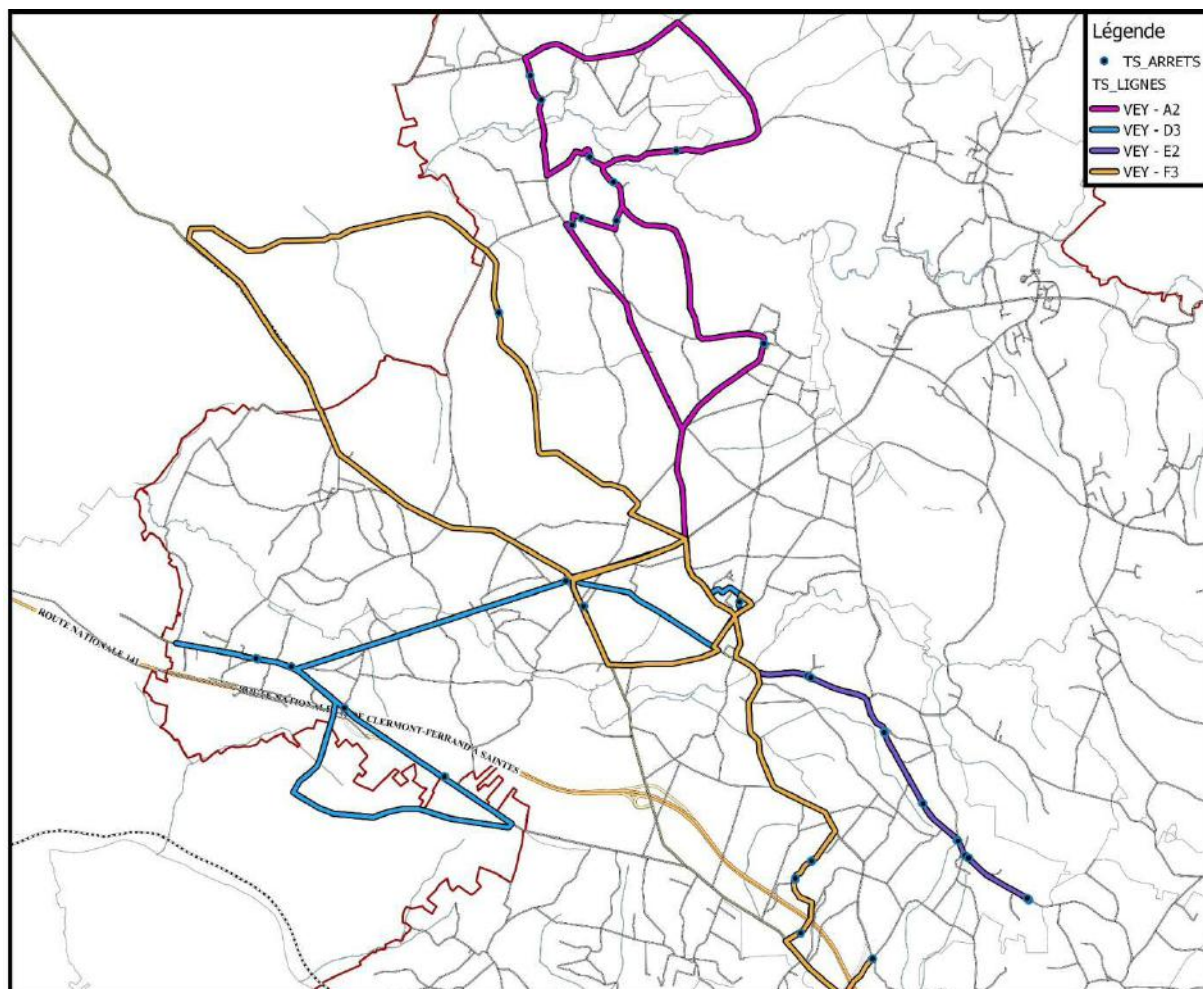 Légende
TS_ARRETS
TS_LIGNES
VEY - A2
VEY - D3
VEY - E2
VEY - F3
ROUTE NATIONALE 141
ROUTE NATIONALE
CLERMONT-FERRAND A SAINTES